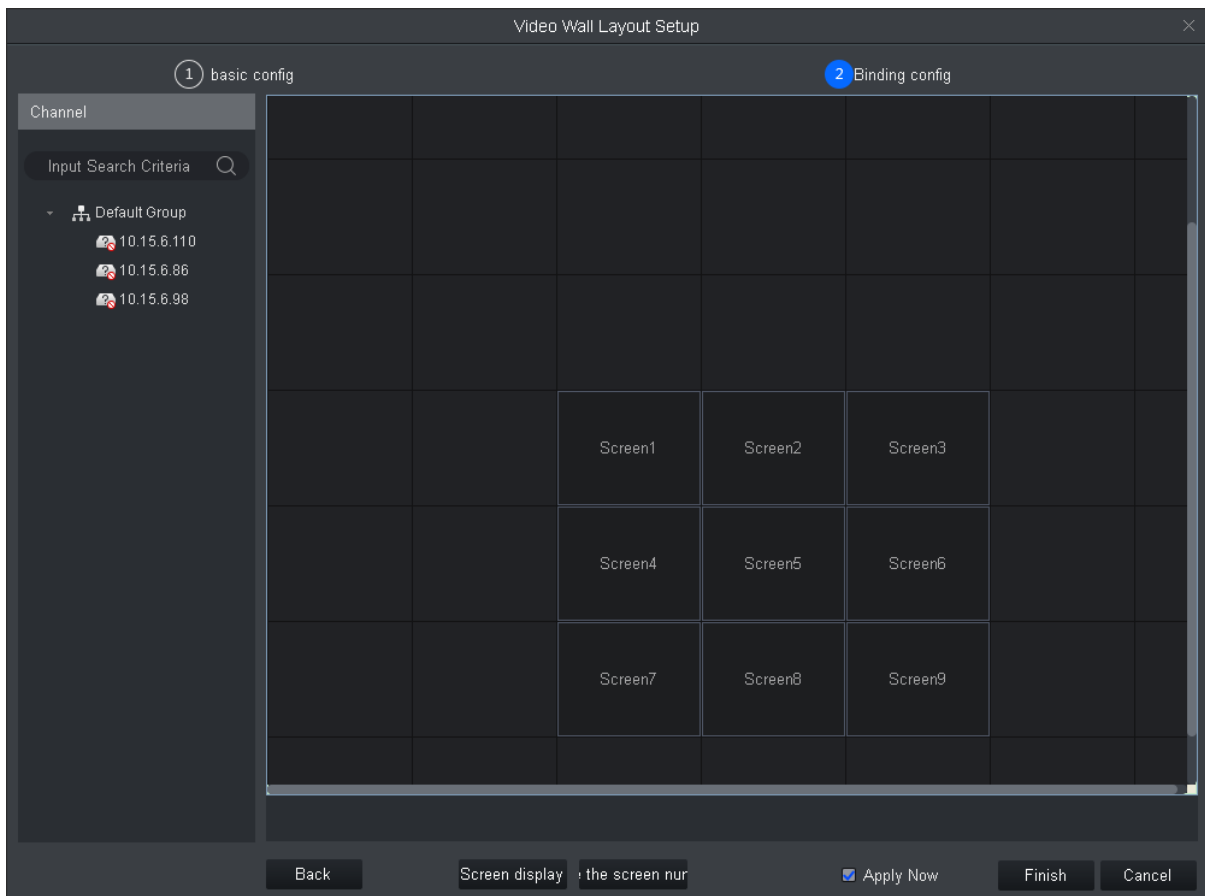 Video Wall Layout Setup
1 basic config
2 Binding config
Channel
Input Search Criteria
Default Group
10.15.6.110
10.15.6.86
10.15.6.98
Screen1 Screen2 Screen3
Screen4 Screen5 Screen6
Screen7 Screen8 Screen9
Back Screen display the screen nur Apply Now Finish Cancel